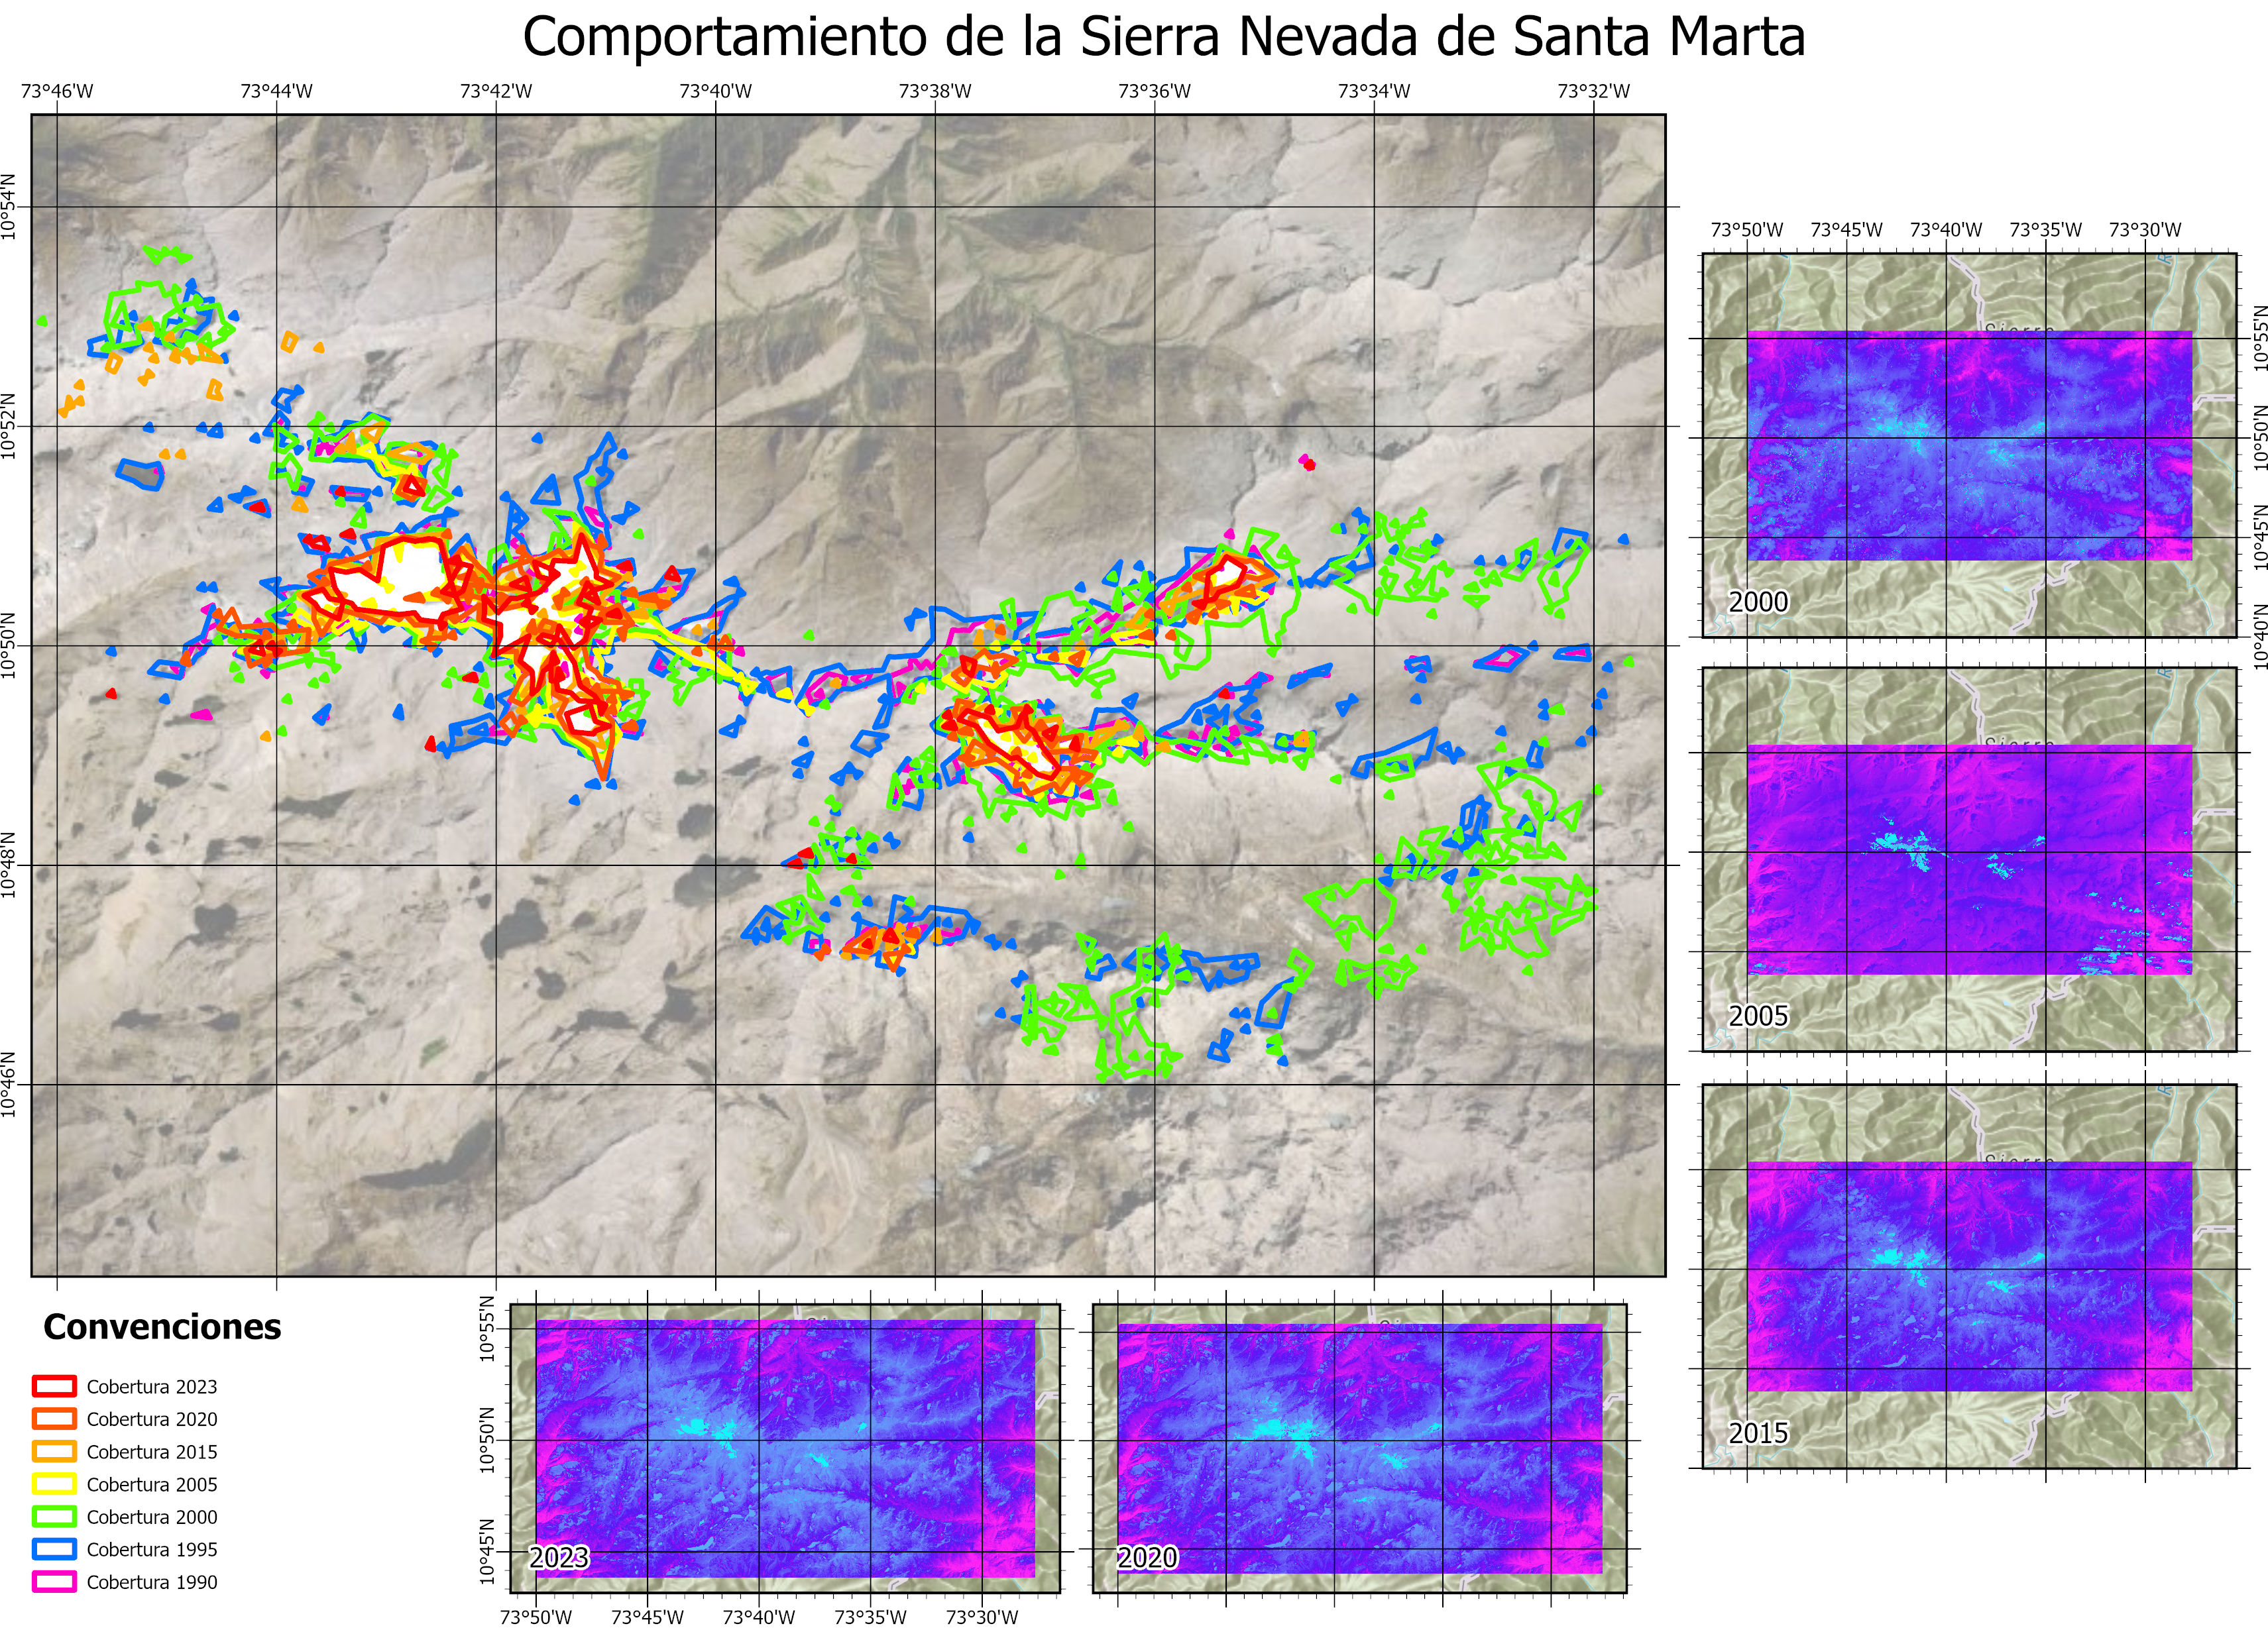 Comportamiento de la Sierra Nevada de Santa Marta
73°46'W 73°44'W 73°42'W 73°40'W 73°38'W 73°36'W 73°34'W 73°32'W
10°54'N
10°52'N
10°50'N
10°48'N
10°46'N
73°50'W 73°45'W 73°40'W 73°35'W 73°30'W
Sierra
10°55'N
10°50'N
10°45'N
10°40'N
2000
Sierra
2005
Sierra
2015
Convenciones
Cobertura 2023
Cobertura 2020
Cobertura 2015
Cobertura 2005
Cobertura 2000
Cobertura 1995
Cobertura 1990
10°55'N
10°50'N
10°45'N
2023
73°50'W 73°45'W 73°40'W 73°35'W 73°30'W
2020